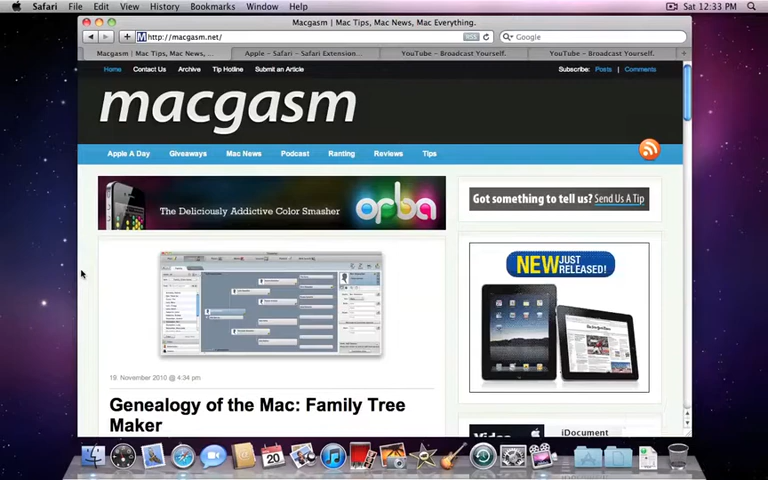 Safari File Edit View History Bookmarks Window Help
Sat 12:33 PM
Macgasm | Mac Tips, Mac News, Mac Everything.
http://macgasm.net/
RSS
Google
Macgasm | Mac Tips, Mac News, ...
Apple - Safari - Safari Extension...
YouTube - Broadcast Yourself.
YouTube - Broadcast Yourself.
Home Contact Us Archive Tip Hotline Submit an Article
Subscribe: Posts | Comments
macgasm
Apple A Day Giveaways Mac News Podcast Ranting Reviews Tips
The Deliciously Addictive Color Smasher
orba
Got something to tell us? Send Us A Tip
NEW JUST
RELEASED!
19. November 2010 @ 4:34 pm
Genealogy of the Mac: Family Tree
Maker
Video
iDocument
20